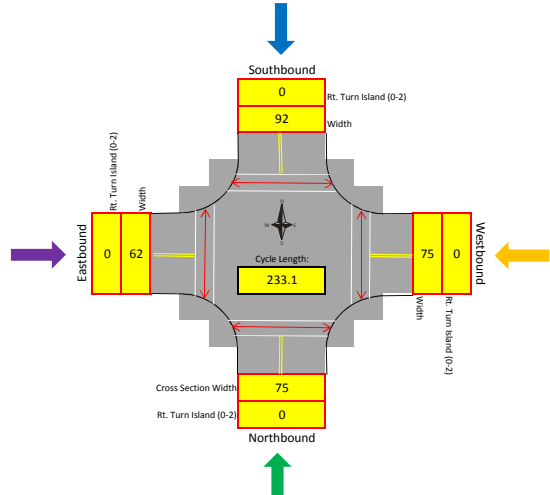 Southbound
0
Rt. Turn Island (0-2)
92
Width
Rt. Turn Island (0-2)
Width
Eastbound
0
62
N
W
E
S
Cycle Length:
233.1
75
0
Westbound
Width
Rt. Turn Island (0-2)
Cross Section Width
75
Rt. Turn Island (0-2)
0
Northbound